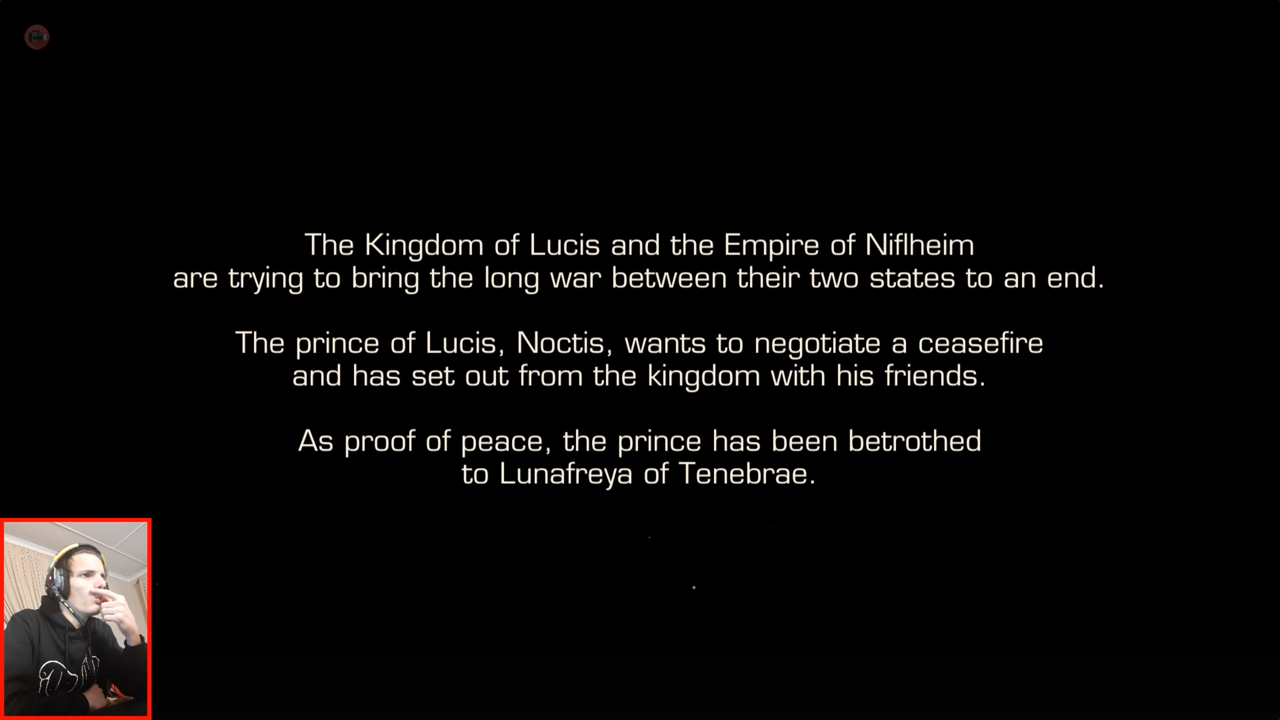 The Kingdom of Lucis and the Empire of Niflheim
are trying to bring the long war between their two states to an end.
The prince of Lucis, Noctis, wants to negotiate a ceasefire
and has set out from the kingdom with his friends.
As proof of peace, the prince has been betrothed
to Lunafreya of Tenebrae.